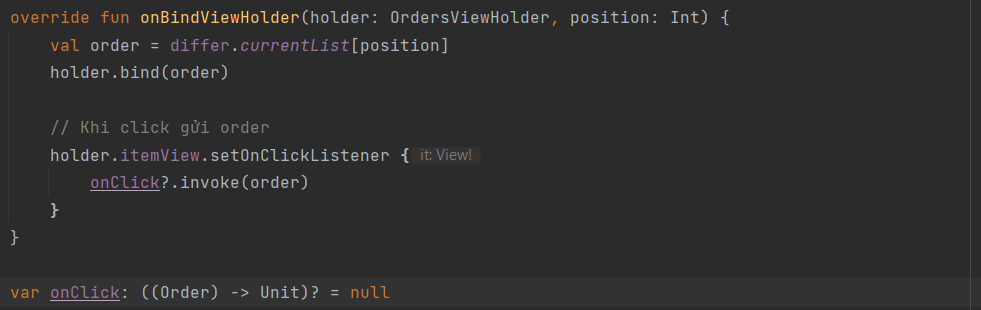 override fun onBindViewHolder(holder: OrdersViewHolder, position: Int) {
    val order = differ.currentList[position]
    holder.bind(order)

    // Khi click gửi order
    holder.itemView.setOnClickListener { it: View!
        onClick?.invoke(order)
    }
}

var onClick: ((Order) -> Unit)? = null